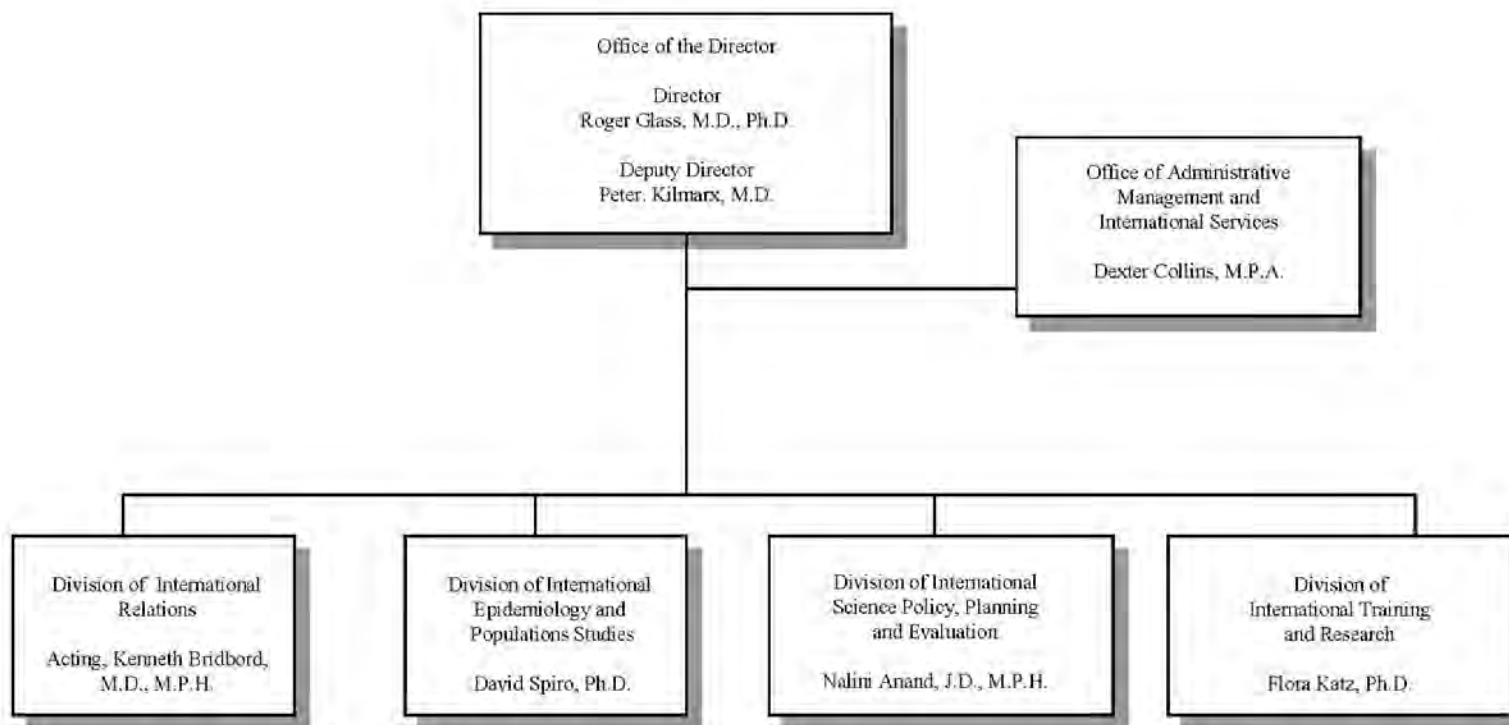 Office of the Director
Director
Roger Glass, M.D., Ph.D.
Deputy Director
Peter. Kilmarx, M.D.
Office of Administrative
Management and
International Services
Dexter Collins, M.P.A.
Division of International
Relations
Acting, Kenneth Bridbord,
M.D., M.P.H.
Division of International
Epidemiology and
Populations Studies
David Spiro, Ph.D.
Division of International
Science Policy, Planning
and Evaluation
Nalini Anand, J.D., M.P.H.
Division of
International Training
and Research
Flora Katz, Ph.D.